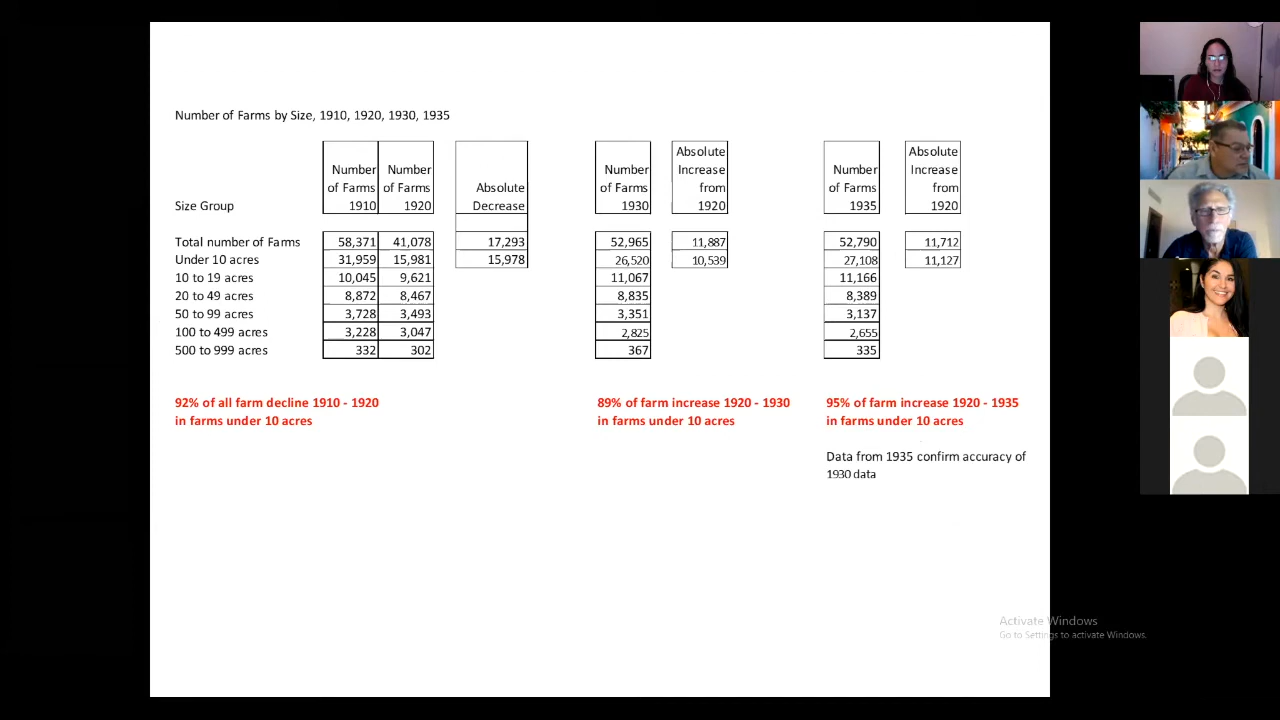 Number of Farms by Size, 1910, 1920, 1930, 1935
Size Group Number of Farms 1910 Number of Farms 1920 Absolute Decrease Number of Farms 1930 Absolute Increase from 1920 Number of Farms 1935 Absolute Increase from 1920
Total number of Farms 58,371 41,078 17,293 52,965 11,887 52,790 11,712
Under 10 acres 31,959 15,981 15,978 26,520 10,539 27,108 11,127
10 to 19 acres 10,045 9,621 11,067 11,166
20 to 49 acres 8,872 8,467 8,835 8,389
50 to 99 acres 3,728 3,493 3,351 3,137
100 to 499 acres 3,228 3,047 2,825 2,655
500 to 999 acres 332 302 367 335
92% of all farm decline 1910 - 1920
in farms under 10 acres
89% of farm increase 1920 - 1930
in farms under 10 acres
95% of farm increase 1920 - 1935
in farms under 10 acres
Data from 1935 confirm accuracy of
1930 data
Activate Windows
Go to Settings to activate Windows.